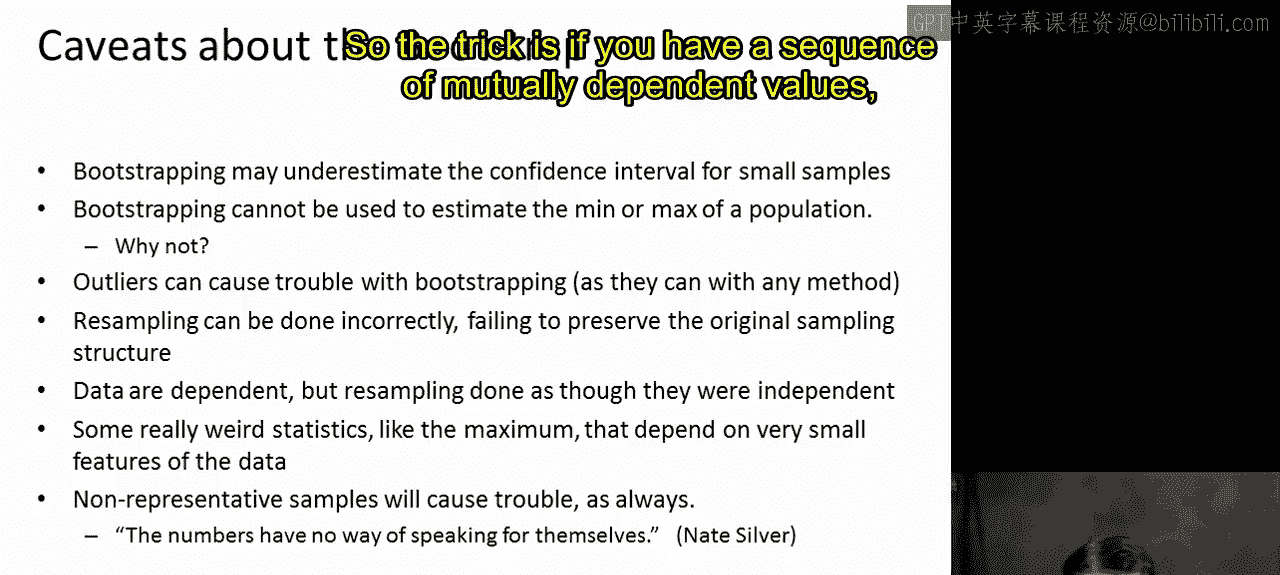 GPT中英字幕课程资源@bilibili.com
Caveats about t
So the trick is if you have a sequence
of mutually dependent values,
• Bootstrapping may underestimate the confidence interval for small samples
• Bootstrapping cannot be used to estimate the min or max of a population.
– Why not?
• Outliers can cause trouble with bootstrapping (as they can with any method)
• Resampling can be done incorrectly, failing to preserve the original sampling
structure
• Data are dependent, but resampling done as though they were independent
• Some really weird statistics, like the maximum, that depend on very small
features of the data
• Non-representative samples will cause trouble, as always.
– “The numbers have no way of speaking for themselves.” (Nate Silver)